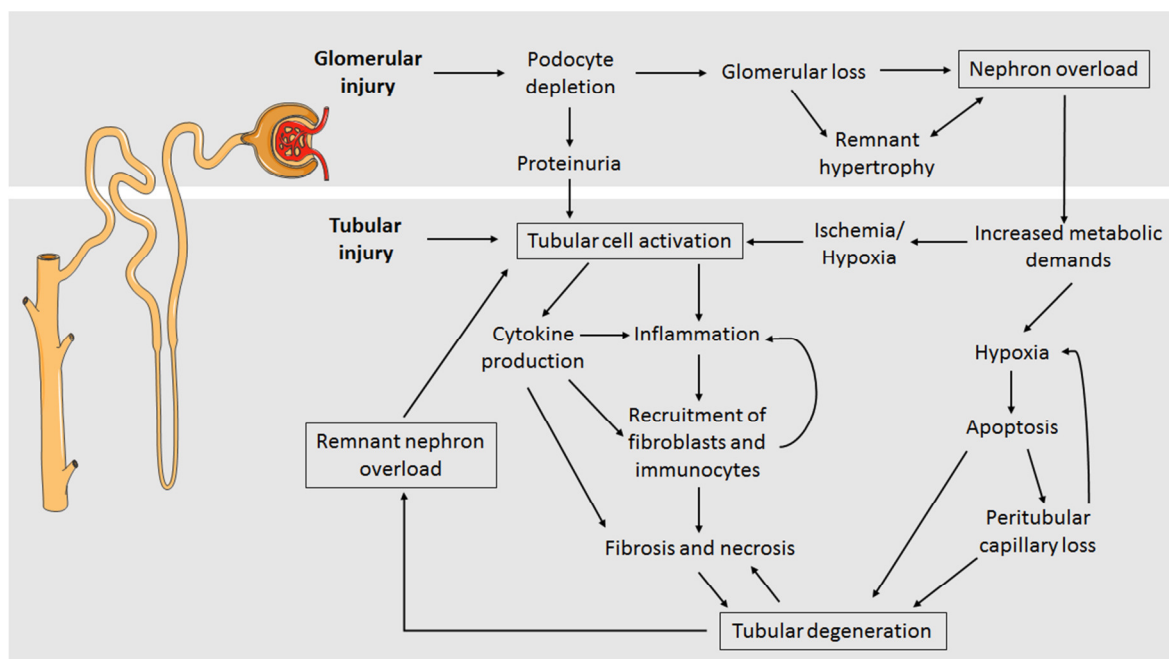 Glomerular
injury
Podocyte
depletion
Glomerular loss
Nephron overload
Remnant
hypertrophy
Proteinuria
Tubular
injury
Tubular cell activation
Ischemia/
Hypoxia
Increased metabolic
demands
Cytokine
production
Inflammation
Hypoxia
Remnant nephron
overload
Recruitment of
fibroblasts and
immunocytes
Apoptosis
Fibrosis and necrosis
Peritubular
capillary loss
Tubular degeneration